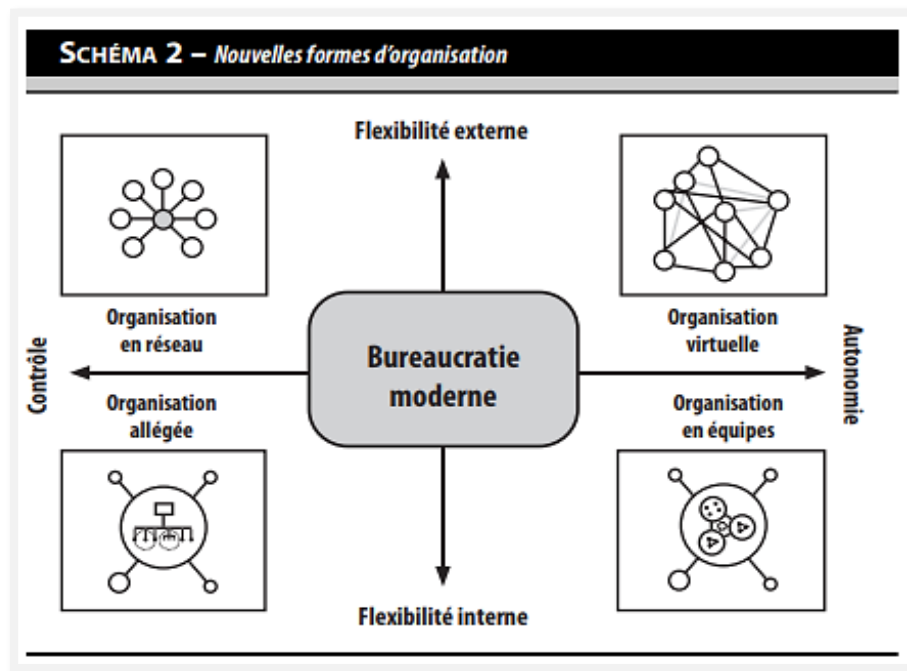 SCHÉMA 2 – Nouvelles formes d'organisation
Flexibilité externe
Organisation
en réseau
Organisation
virtuelle
Contrôle
Bureaucratie
moderne
Autonomie
Organisation
allégée
Organisation
en équipes
Flexibilité interne